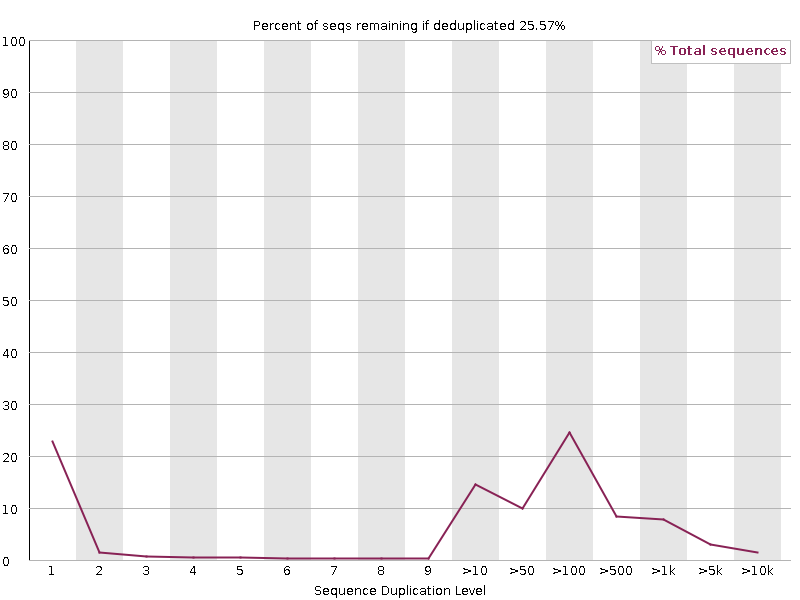 Percent of seqs remaining if deduplicated 25.57%
% Total sequences
100
90
80
70
60
50
40
30
20
10
0
1 2 3 4 5 6 7 8 9 >10 >50 >100 >500 >1k >5k >10k
Sequence Duplication Level